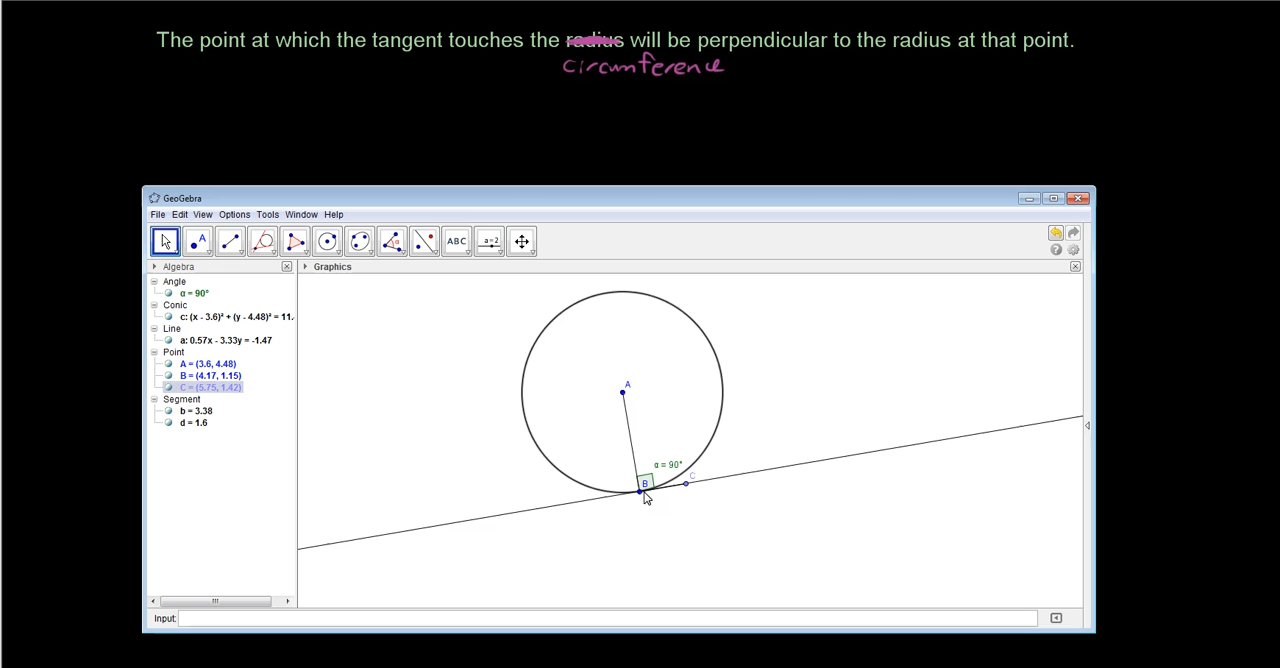 The point at which the tangent touches the radius will be perpendicular to the radius at that point.
circumference
GeoGebra
File Edit View Options Tools Window Help
A ABC a=2
Algebra
Graphics
Angle
α = 90°
Conic
c: (x - 3.6)² + (y - 4.48)² = 11.
Line
a: 0.57x - 3.33y = -1.47
Point
A = (3.6, 4.48)
B = (4.17, 1.15)
C = (5.75, 1.42)
Segment
b = 3.38
d = 1.6
A
α = 90°
C
B
Input: